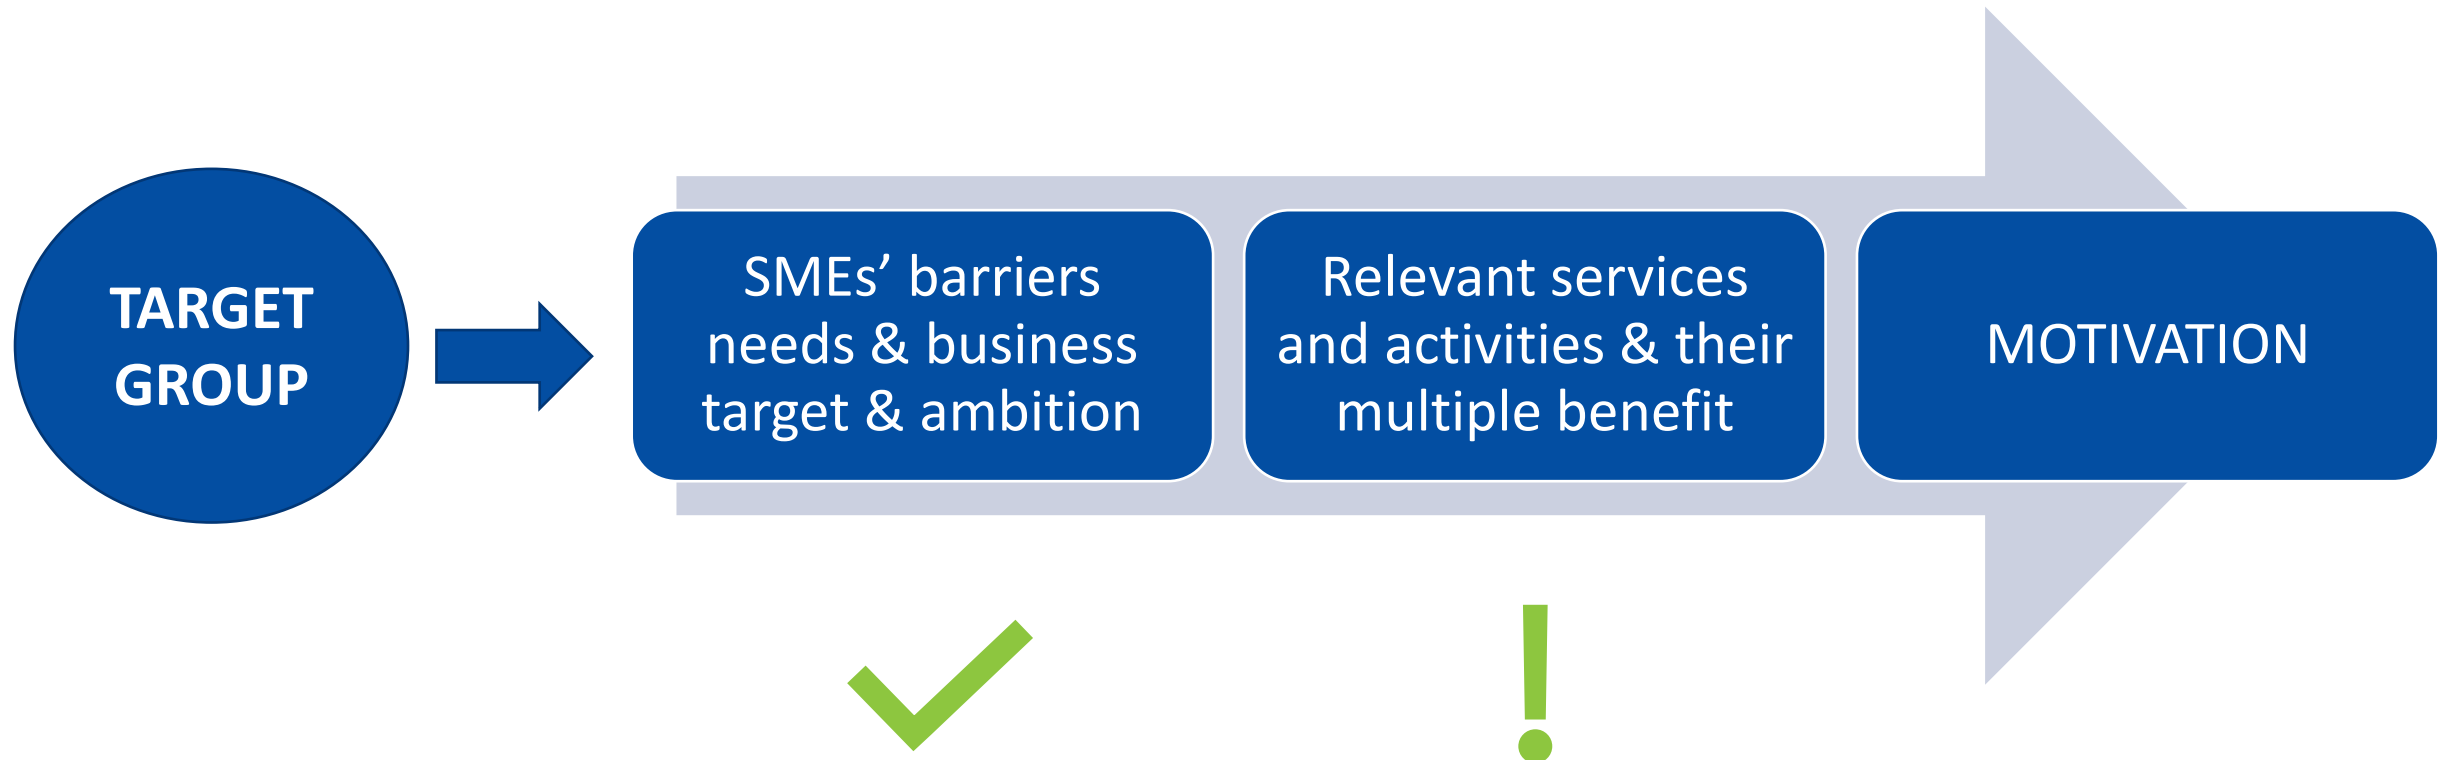 TARGET
GROUP
SMEs’ barriers
needs & business
target & ambition
Relevant services
and activities & their
multiple benefit
MOTIVATION
!